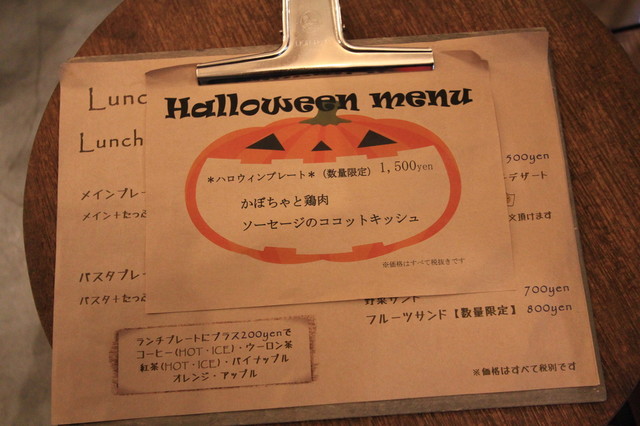 Halloween menu
*ハロウィンプレート*(数量限定) 1,500yen
かぼちゃと鶏肉
ソーセージのココットキッシュ
※価格はすべて税抜きです
Lunc
Lunch
メインプレー
メイン+たっ
パスタプレー
パスタ+たっ
500yen
デザート
文頂けます
野菜サンド 700yen
フルーツサンド【数量限定】 800yen
ランチプレートにプラス200yenで
コーヒー(HOT・ICE)・ウーロン茶
紅茶(HOT・ICE)・パイナップル
オレンジ・アップル
※価格はすべて税別です